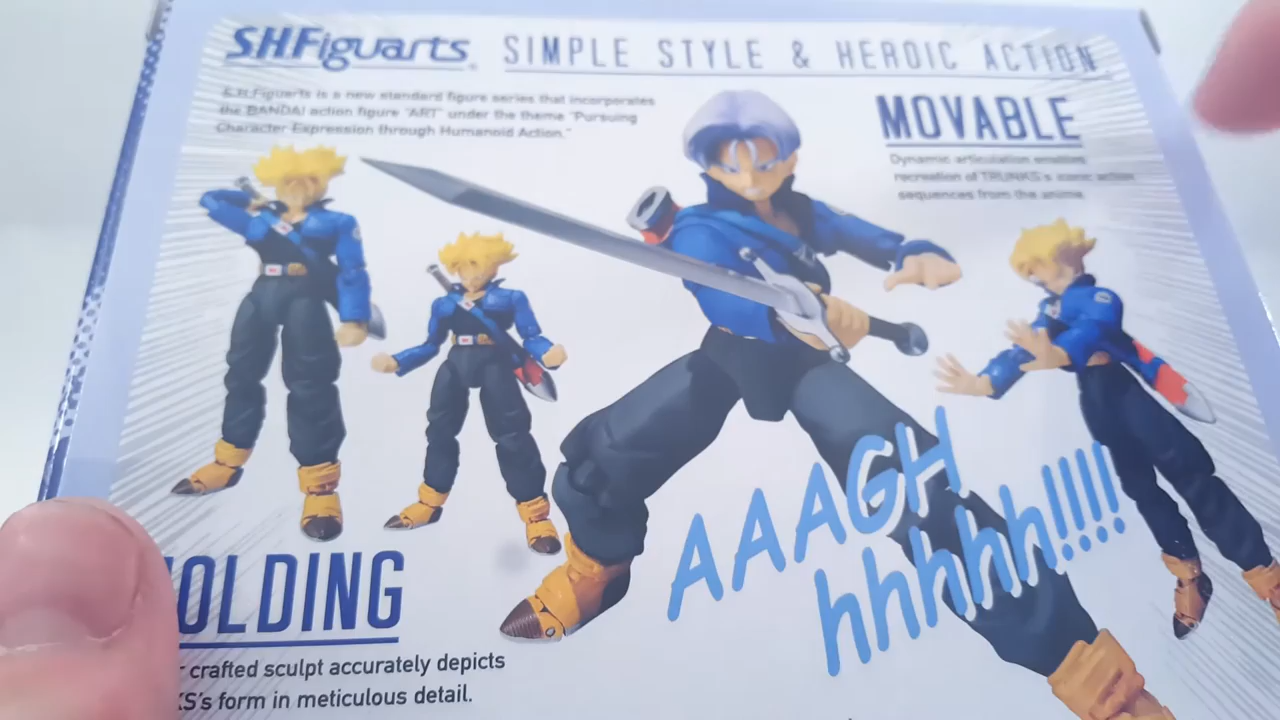 S.H.Figuarts SIMPLE STYLE & HEROIC ACTION
S.H.Figuarts is a new standard figure series that incorporates
the BANDAI action figure "ART" under the theme "Pursuing
Character Expression through Humanoid Action."
MOVABLE
Dynamic articulation enables
recreation of TRUNKS's iconic action
sequences from the anime.
AAAGH
hhhhh!!!!
OLDING
crafted sculpt accurately depicts
KS's form in meticulous detail.